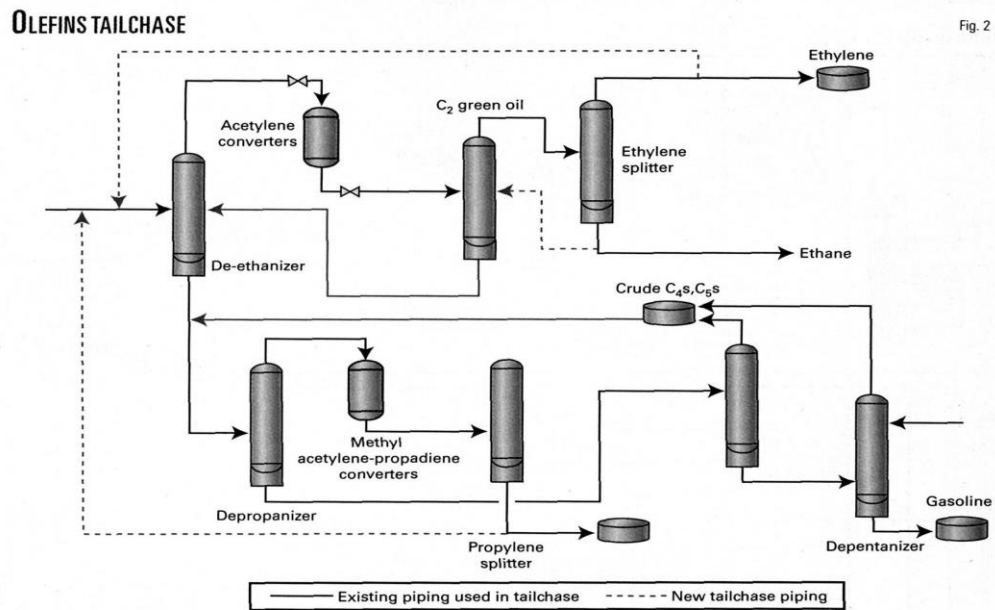 OLEFINS TAILCHASE
Fig. 2
Ethylene
C₂ green oil
Acetylene
converters
Ethylene
splitter
De-ethanizer
Ethane
Crude C₄s,C₅s
Methyl
acetylene-propadiene
converters
Depropanizer
Gasoline
Propylene
splitter
Depentanizer
Existing piping used in tailchase
New tailchase piping